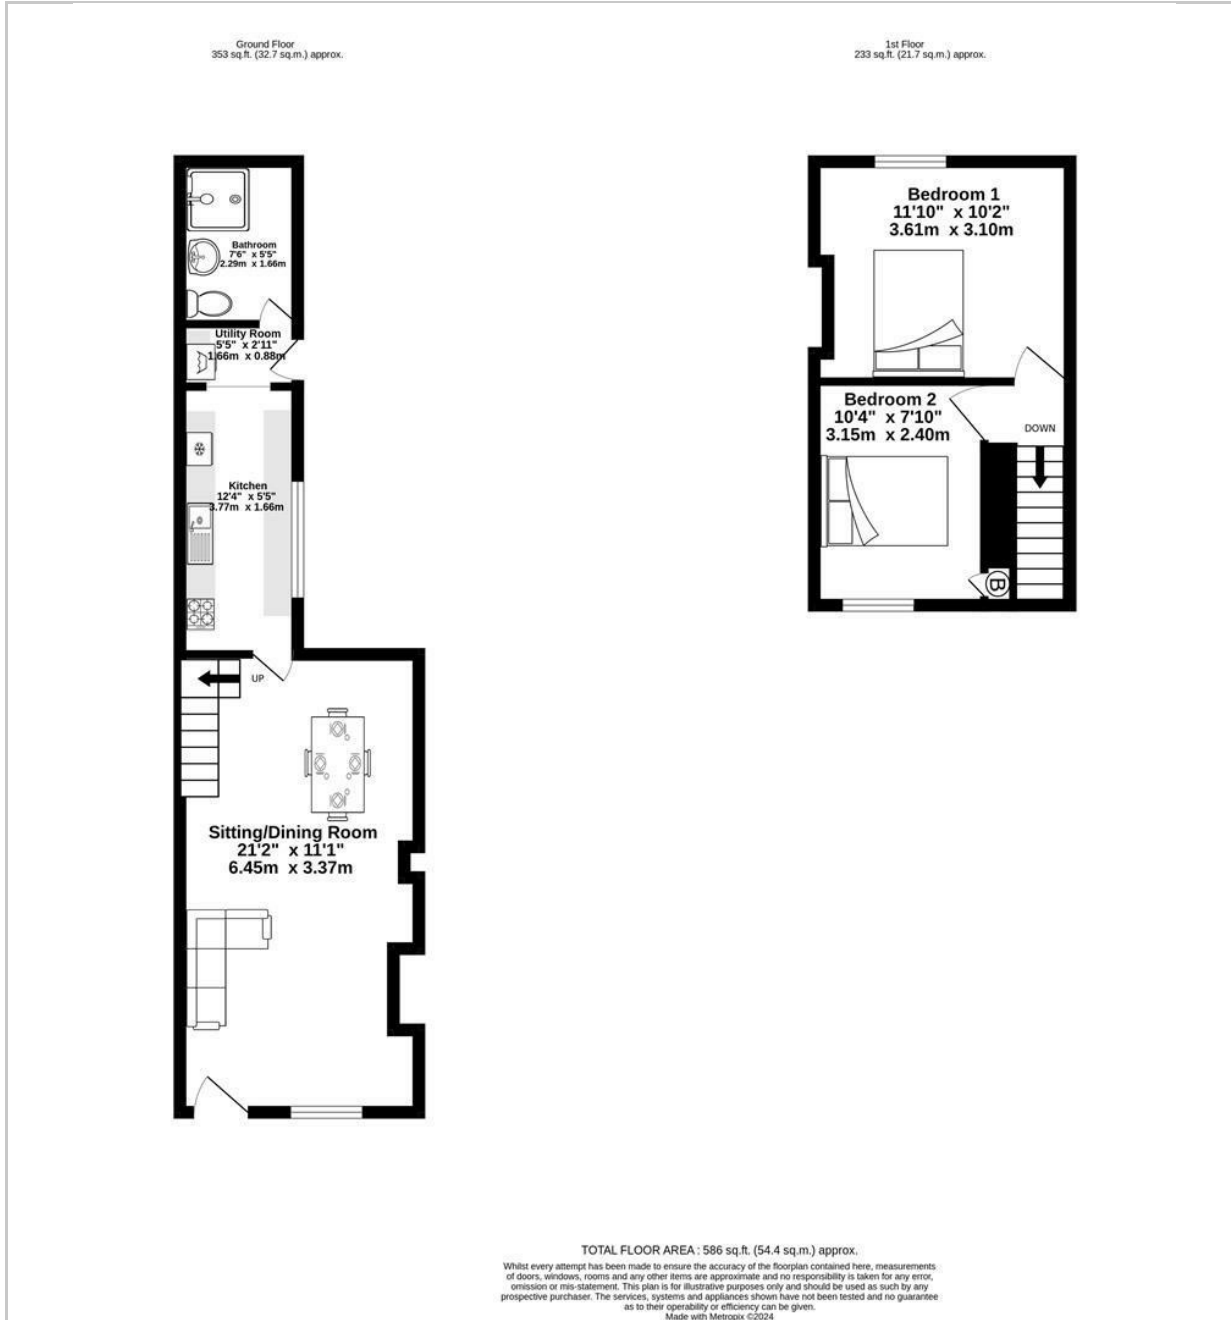 Ground Floor
353 sq.ft. (32.7 sq.m.) approx.
1st Floor
233 sq.ft. (21.7 sq.m.) approx.
Bathroom
7'6" x 5'5"
2.29m x 1.66m
Utility Room
5'5" x 2'11"
1.66m x 0.88m
Kitchen
12'4" x 5'5"
3.77m x 1.66m
UP
Sitting/Dining Room
21'2" x 11'1"
6.45m x 3.37m
Bedroom 1
11'10" x 10'2"
3.61m x 3.10m
Bedroom 2
10'4" x 7'10"
3.15m x 2.40m
DOWN
B
TOTAL FLOOR AREA : 586 sq.ft. (54.4 sq.m.) approx.
Whilst every attempt has been made to ensure the accuracy of the floorplan contained here, measurements
of doors, windows, rooms and any other items are approximate and no responsibility is taken for any error,
omission or mis-statement. This plan is for illustrative purposes only and should be used as such by any
prospective purchaser. The services, systems and appliances shown have not been tested and no guarantee
as to their operability or efficiency can be given.
Made with Metropix ©2024